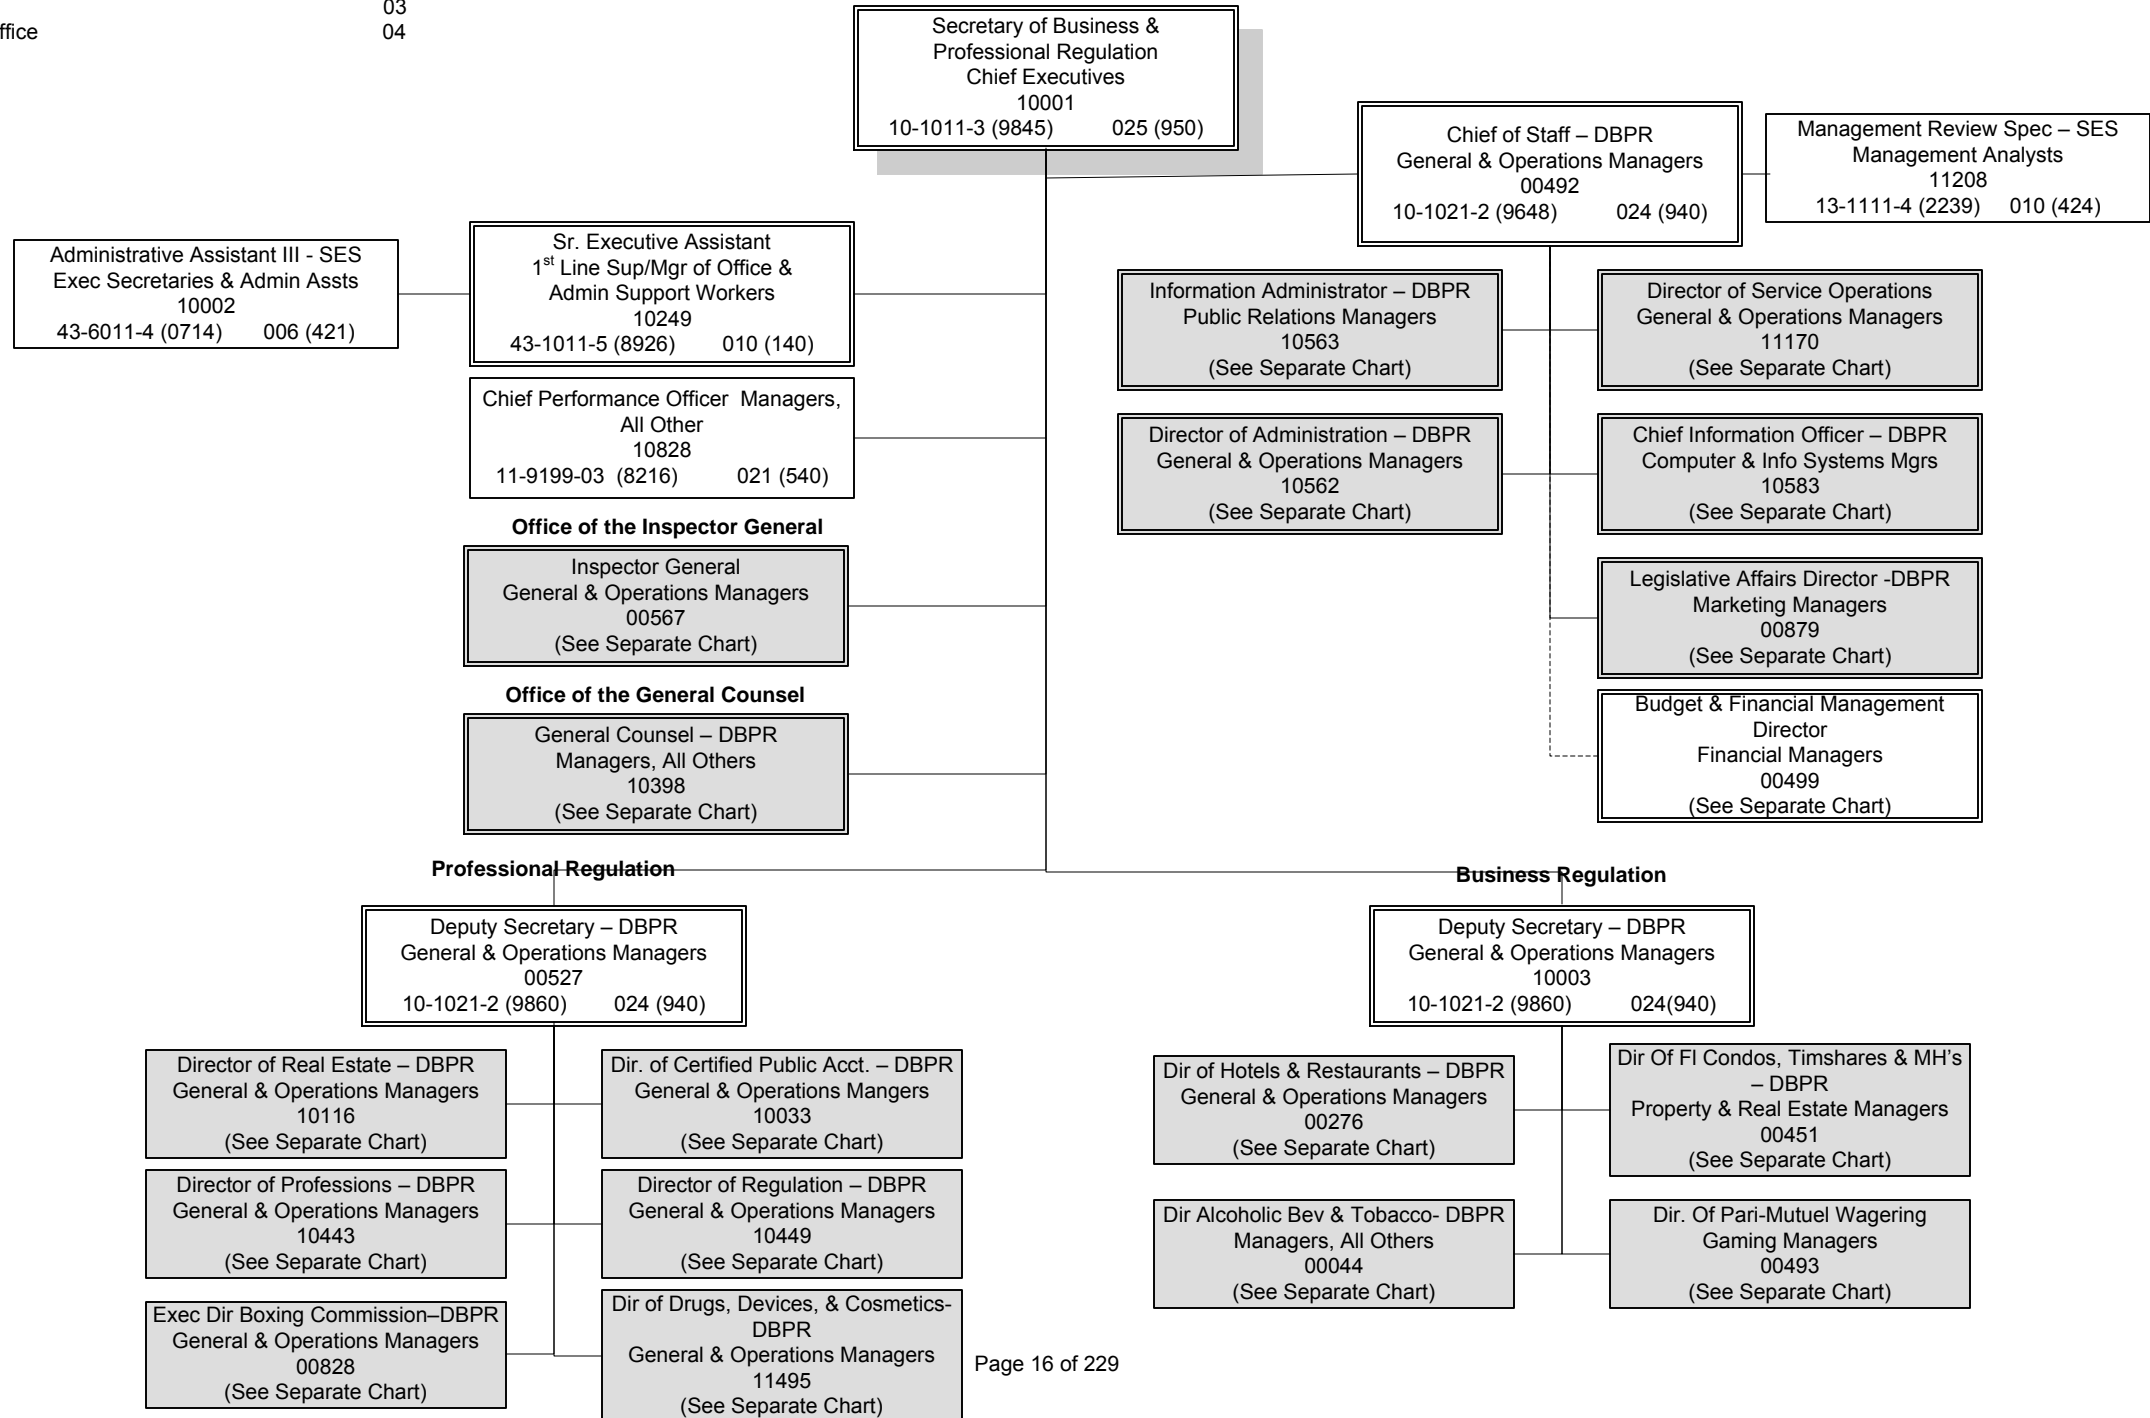 03
ffice 04
Secretary of Business &
Professional Regulation
Chief Executives
10001
10-1011-3 (9845) 025 (950)
Chief of Staff – DBPR
General & Operations Managers
00492
10-1021-2 (9648) 024 (940)
Management Review Spec – SES
Management Analysts
11208
13-1111-4 (2239) 010 (424)
Administrative Assistant III - SES
Exec Secretaries & Admin Assts
10002
43-6011-4 (0714) 006 (421)
Sr. Executive Assistant
1st Line Sup/Mgr of Office &
Admin Support Workers
10249
43-1011-5 (8926) 010 (140)
Chief Performance Officer Managers,
All Other
10828
11-9199-03 (8216) 021 (540)
Information Administrator – DBPR
Public Relations Managers
10563
(See Separate Chart)
Director of Service Operations
General & Operations Managers
11170
(See Separate Chart)
Director of Administration – DBPR
General & Operations Managers
10562
(See Separate Chart)
Chief Information Officer – DBPR
Computer & Info Systems Mgrs
10583
(See Separate Chart)
Legislative Affairs Director -DBPR
Marketing Managers
00879
(See Separate Chart)
Budget & Financial Management
Director
Financial Managers
00499
(See Separate Chart)
Office of the Inspector General
Inspector General
General & Operations Managers
00567
(See Separate Chart)
Office of the General Counsel
General Counsel – DBPR
Managers, All Others
10398
(See Separate Chart)
Professional Regulation
Deputy Secretary – DBPR
General & Operations Managers
00527
10-1021-2 (9860) 024 (940)
Director of Real Estate – DBPR
General & Operations Managers
10116
(See Separate Chart)
Dir. of Certified Public Acct. – DBPR
General & Operations Mangers
10033
(See Separate Chart)
Director of Professions – DBPR
General & Operations Managers
10443
(See Separate Chart)
Director of Regulation – DBPR
General & Operations Managers
10449
(See Separate Chart)
Exec Dir Boxing Commission–DBPR
General & Operations Managers
00828
(See Separate Chart)
Dir of Drugs, Devices, & Cosmetics-
DBPR
General & Operations Managers
11495
(See Separate Chart)
Business Regulation
Deputy Secretary – DBPR
General & Operations Managers
10003
10-1021-2 (9860) 024(940)
Dir of Hotels & Restaurants – DBPR
General & Operations Managers
00276
(See Separate Chart)
Dir Of Fl Condos, Timshares & MH's
– DBPR
Property & Real Estate Managers
00451
(See Separate Chart)
Dir Alcoholic Bev & Tobacco- DBPR
Managers, All Others
00044
(See Separate Chart)
Dir. Of Pari-Mutuel Wagering
Gaming Managers
00493
(See Separate Chart)
Page 16 of 229